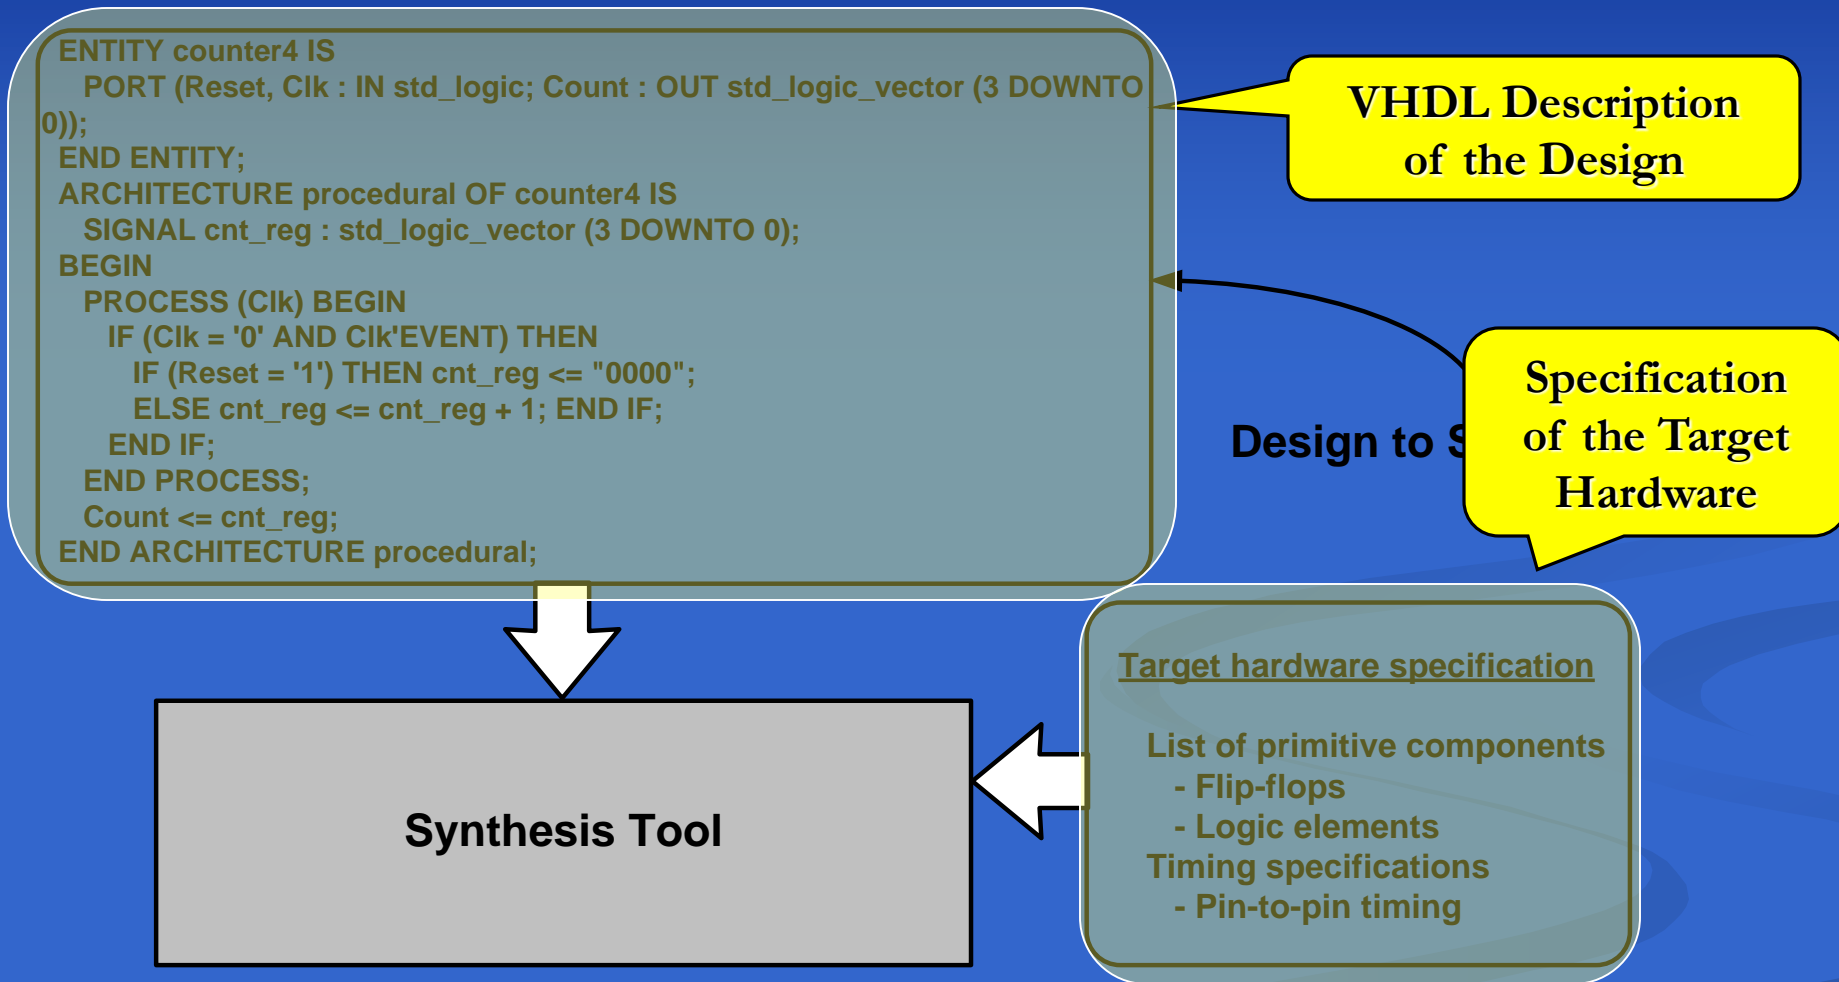 ENTITY counter4 IS
PORT (Reset, Clk : IN std_logic; Count : OUT std_logic_vector (3 DOWNTO
0));
END ENTITY;
ARCHITECTURE procedural OF counter4 IS
SIGNAL cnt_reg : std_logic_vector (3 DOWNTO 0);
BEGIN
PROCESS (Clk) BEGIN
IF (Clk = '0' AND Clk'EVENT) THEN
IF (Reset = '1') THEN cnt_reg <= "0000";
ELSE cnt_reg <= cnt_reg + 1; END IF;
END IF;
END PROCESS;
Count <= cnt_reg;
END ARCHITECTURE procedural;
VHDL Description
of the Design
Design to
Specification
of the Target
Hardware
Target hardware specification
List of primitive components
- Flip-flops
- Logic elements
Timing specifications
- Pin-to-pin timing
Synthesis Tool